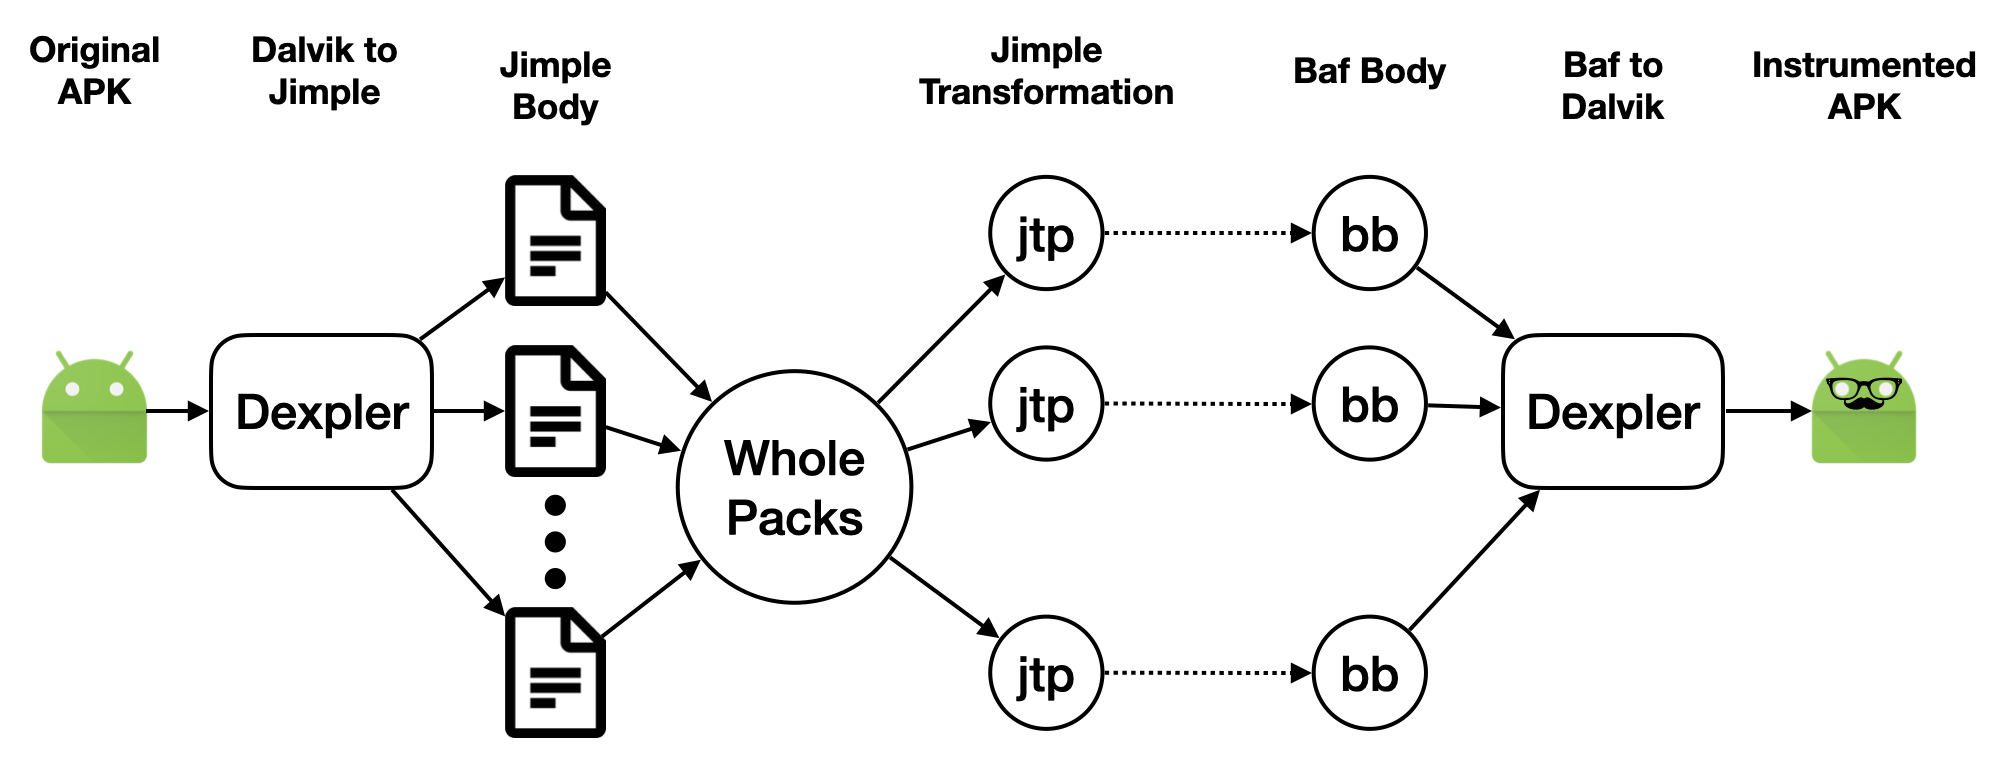 Original
APK
Dalvik to
Jimple
Jimple
Body
Jimple
Transformation
Baf Body
Baf to
Dalvik
Instrumented
APK
Dexpler
Whole
Packs
jtp
jtp
jtp
bb
bb
bb
Dexpler